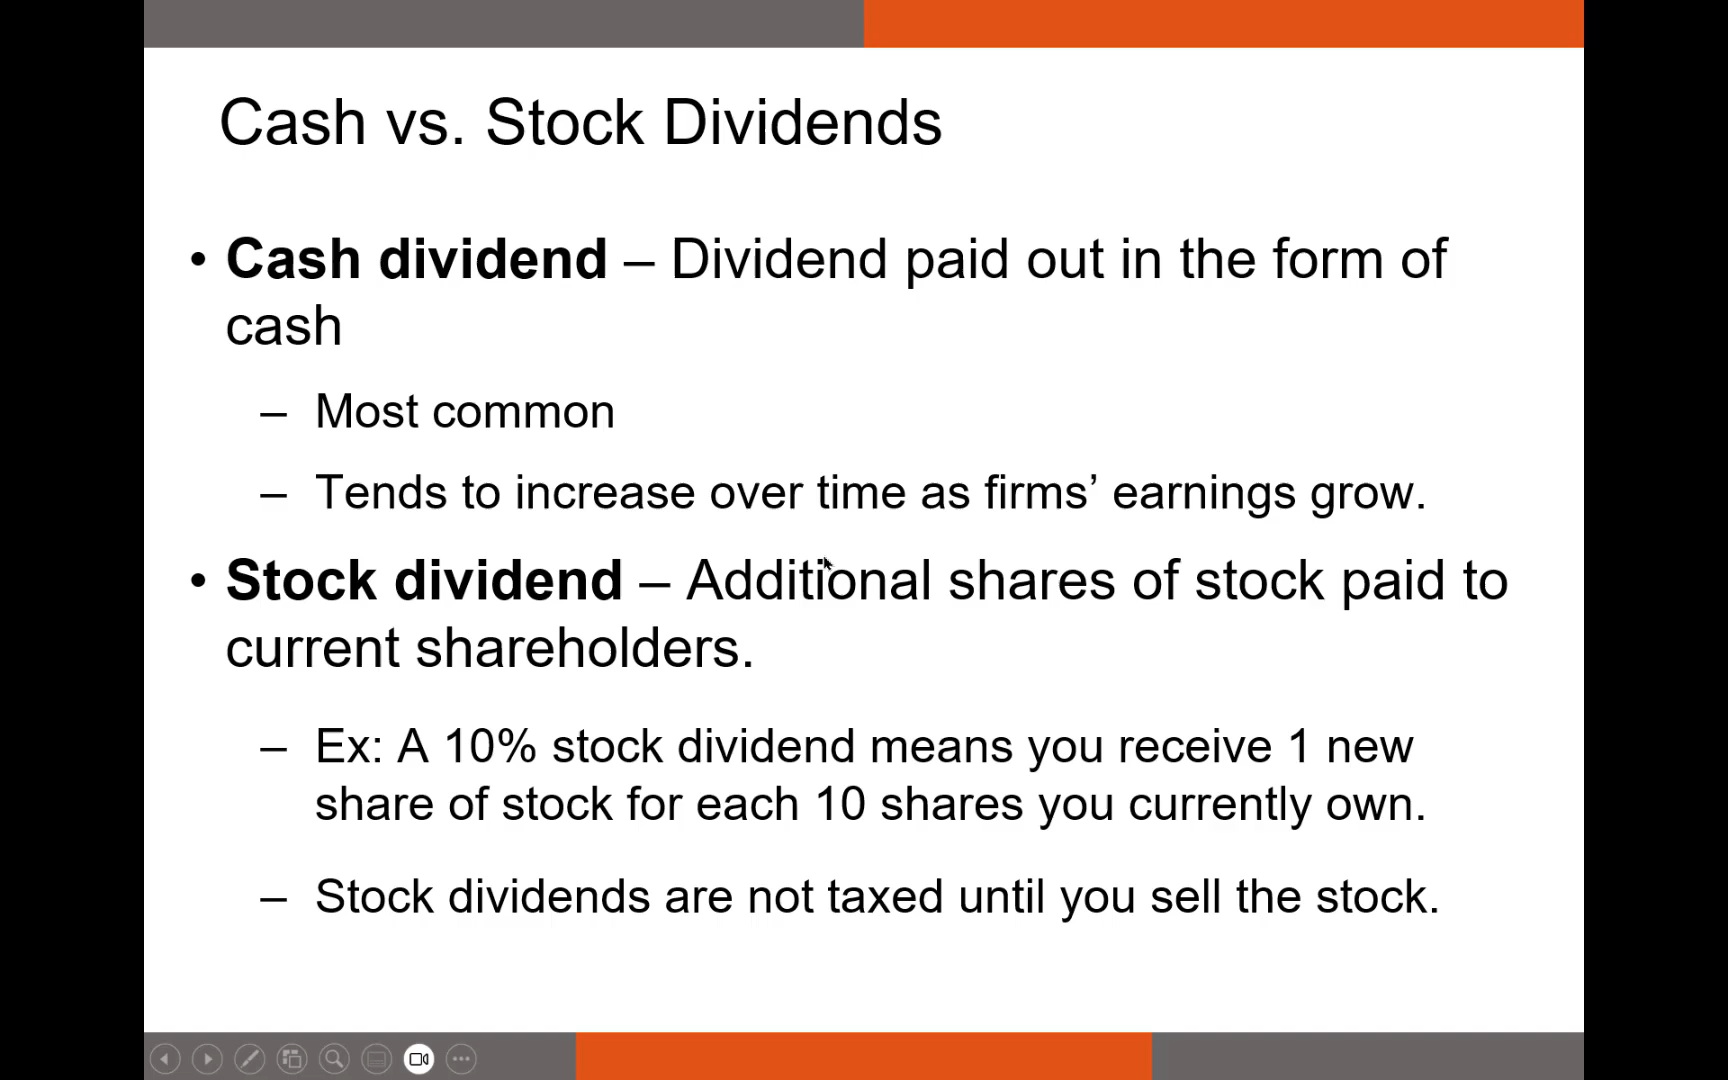 Cash vs. Stock Dividends
• Cash dividend – Dividend paid out in the form of
cash
– Most common
– Tends to increase over time as firms’ earnings grow.
• Stock dividend – Additional shares of stock paid to
current shareholders.
– Ex: A 10% stock dividend means you receive 1 new
share of stock for each 10 shares you currently own.
– Stock dividends are not taxed until you sell the stock.